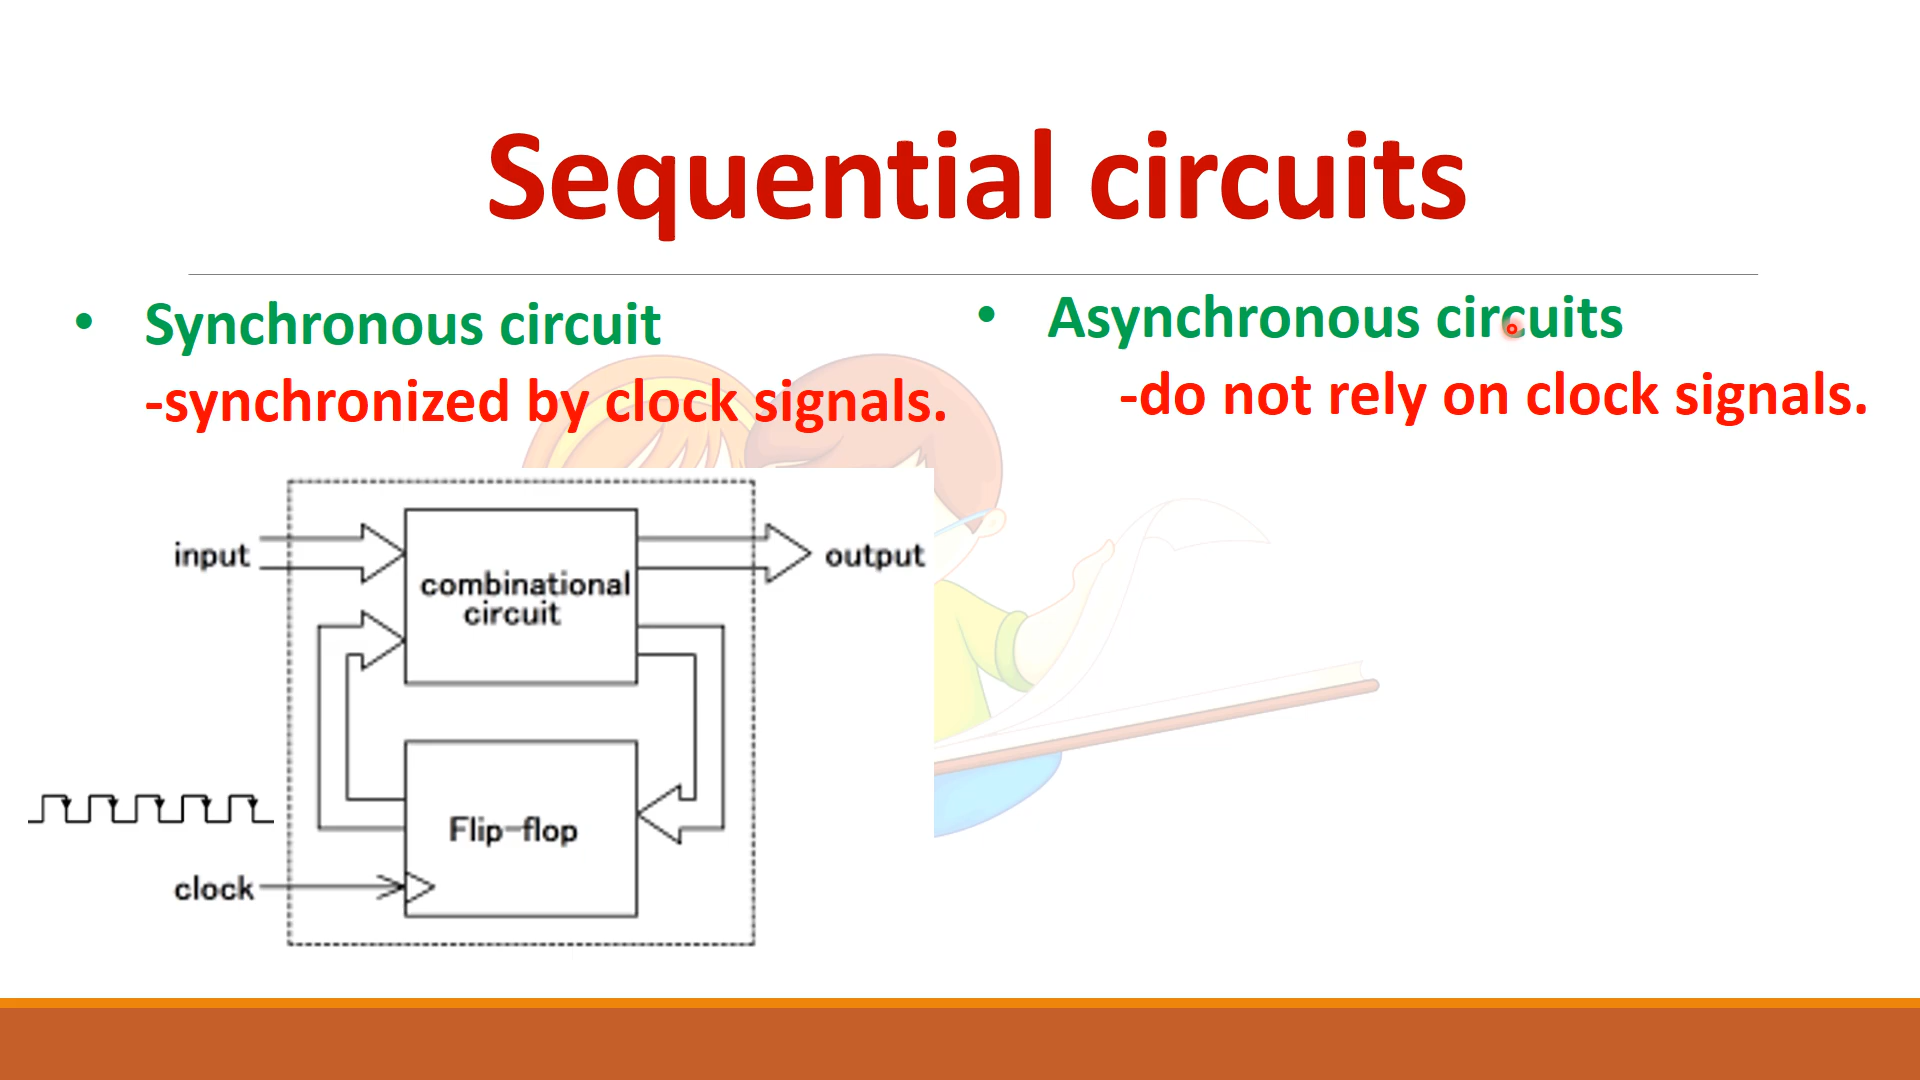 Sequential circuits
• Synchronous circuit
-synchronized by clock signals.
• Asynchronous circuits
-do not rely on clock signals.
input
combinational
circuit
output
Flip-flop
clock